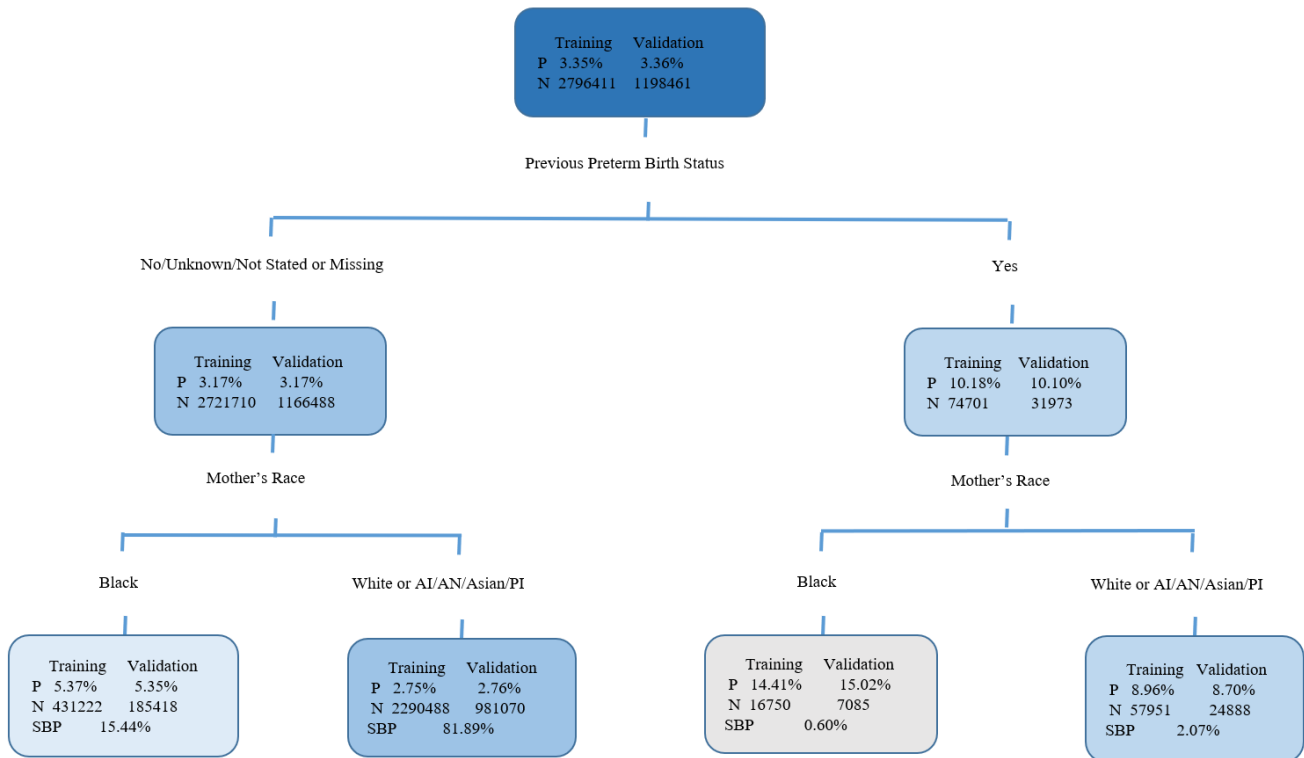 Training Validation
P 3.35% 3.36%
N 2796411 1198461
Previous Preterm Birth Status
No/Unknown/Not Stated or Missing
Yes
Training Validation
P 3.17% 3.17%
N 2721710 1166488
Training Validation
P 10.18% 10.10%
N 74701 31973
Mother’s Race
Mother’s Race
Black
White or AI/AN/Asian/PI
Black
White or AI/AN/Asian/PI
Training Validation
P 5.37% 5.35%
N 431222 185418
SBP 15.44%
Training Validation
P 2.75% 2.76%
N 2290488 981070
SBP 81.89%
Training Validation
P 14.41% 15.02%
N 16750 7085
SBP 0.60%
Training Validation
P 8.96% 8.70%
N 57951 24888
SBP 2.07%